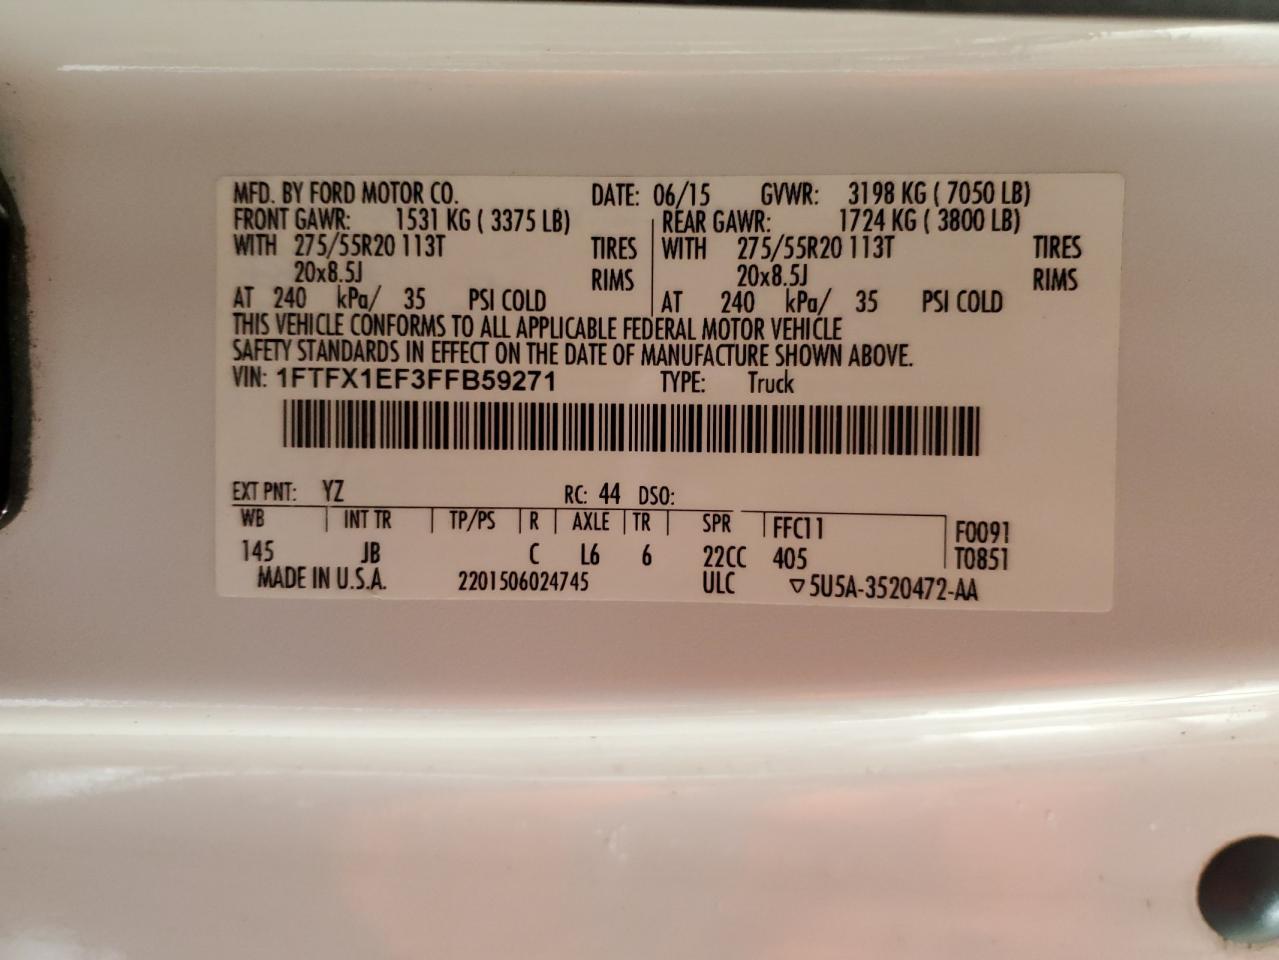 MFD. BY FORD MOTOR CO. DATE: 06/15 GVWR: 3198 KG ( 7050 LB)
FRONT GAWR: 1531 KG ( 3375 LB) REAR GAWR: 1724 KG ( 3800 LB)
WITH 275/55R20 113T TIRES WITH 275/55R20 113T TIRES
20x8.5J RIMS 20x8.5J RIMS
AT 240 kPa/ 35 PSI COLD AT 240 kPa/ 35 PSI COLD
THIS VEHICLE CONFORMS TO ALL APPLICABLE FEDERAL MOTOR VEHICLE
SAFETY STANDARDS IN EFFECT ON THE DATE OF MANUFACTURE SHOWN ABOVE.
VIN: 1FTFX1EF3FFB59271 TYPE: Truck
EXT PNT: YZ RC: 44 DSO:
WB INT TR TP/PS R AXLE TR SPR FFC11 F0091
145 JB C L6 6 22CC 405 T0851
MADE IN U.S.A. 2201506024745 ULC ▽5U5A-3520472-AA